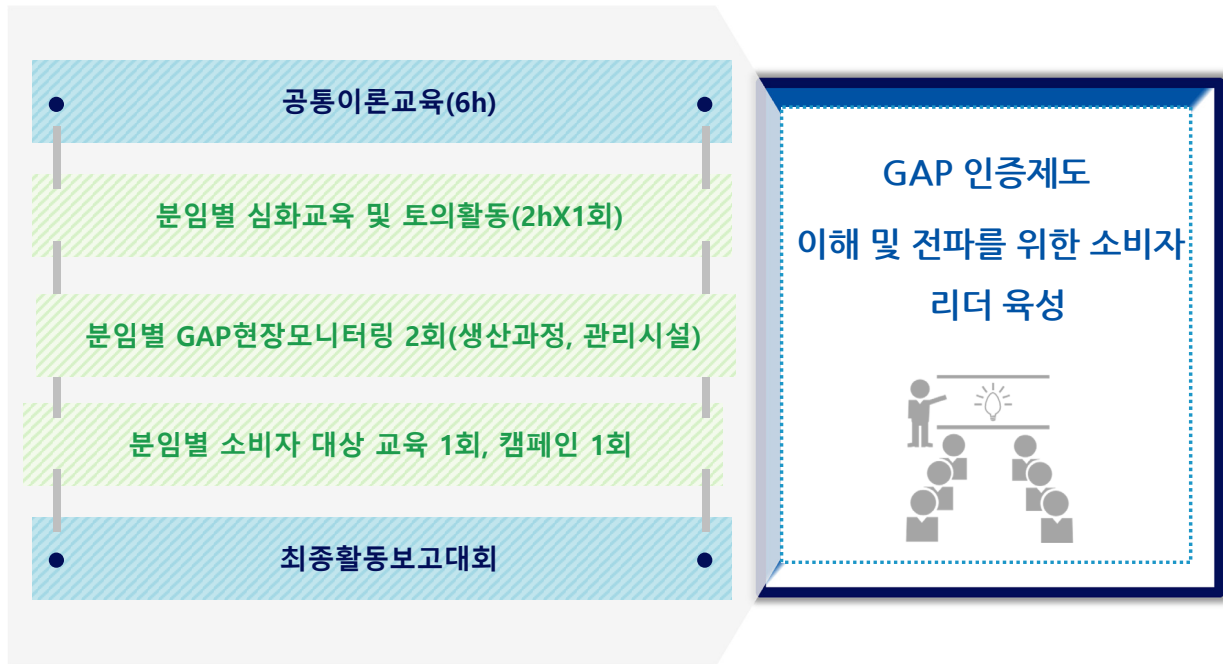 공통이론교육(6h)
분임별 심화교육 및 토의활동(2hX1회)
분임별 GAP현장모니터링 2회(생산과정, 관리시설)
분임별 소비자 대상 교육 1회, 캠페인 1회
최종활동보고대회
GAP 인증제도
이해 및 전파를 위한 소비자
리더 육성